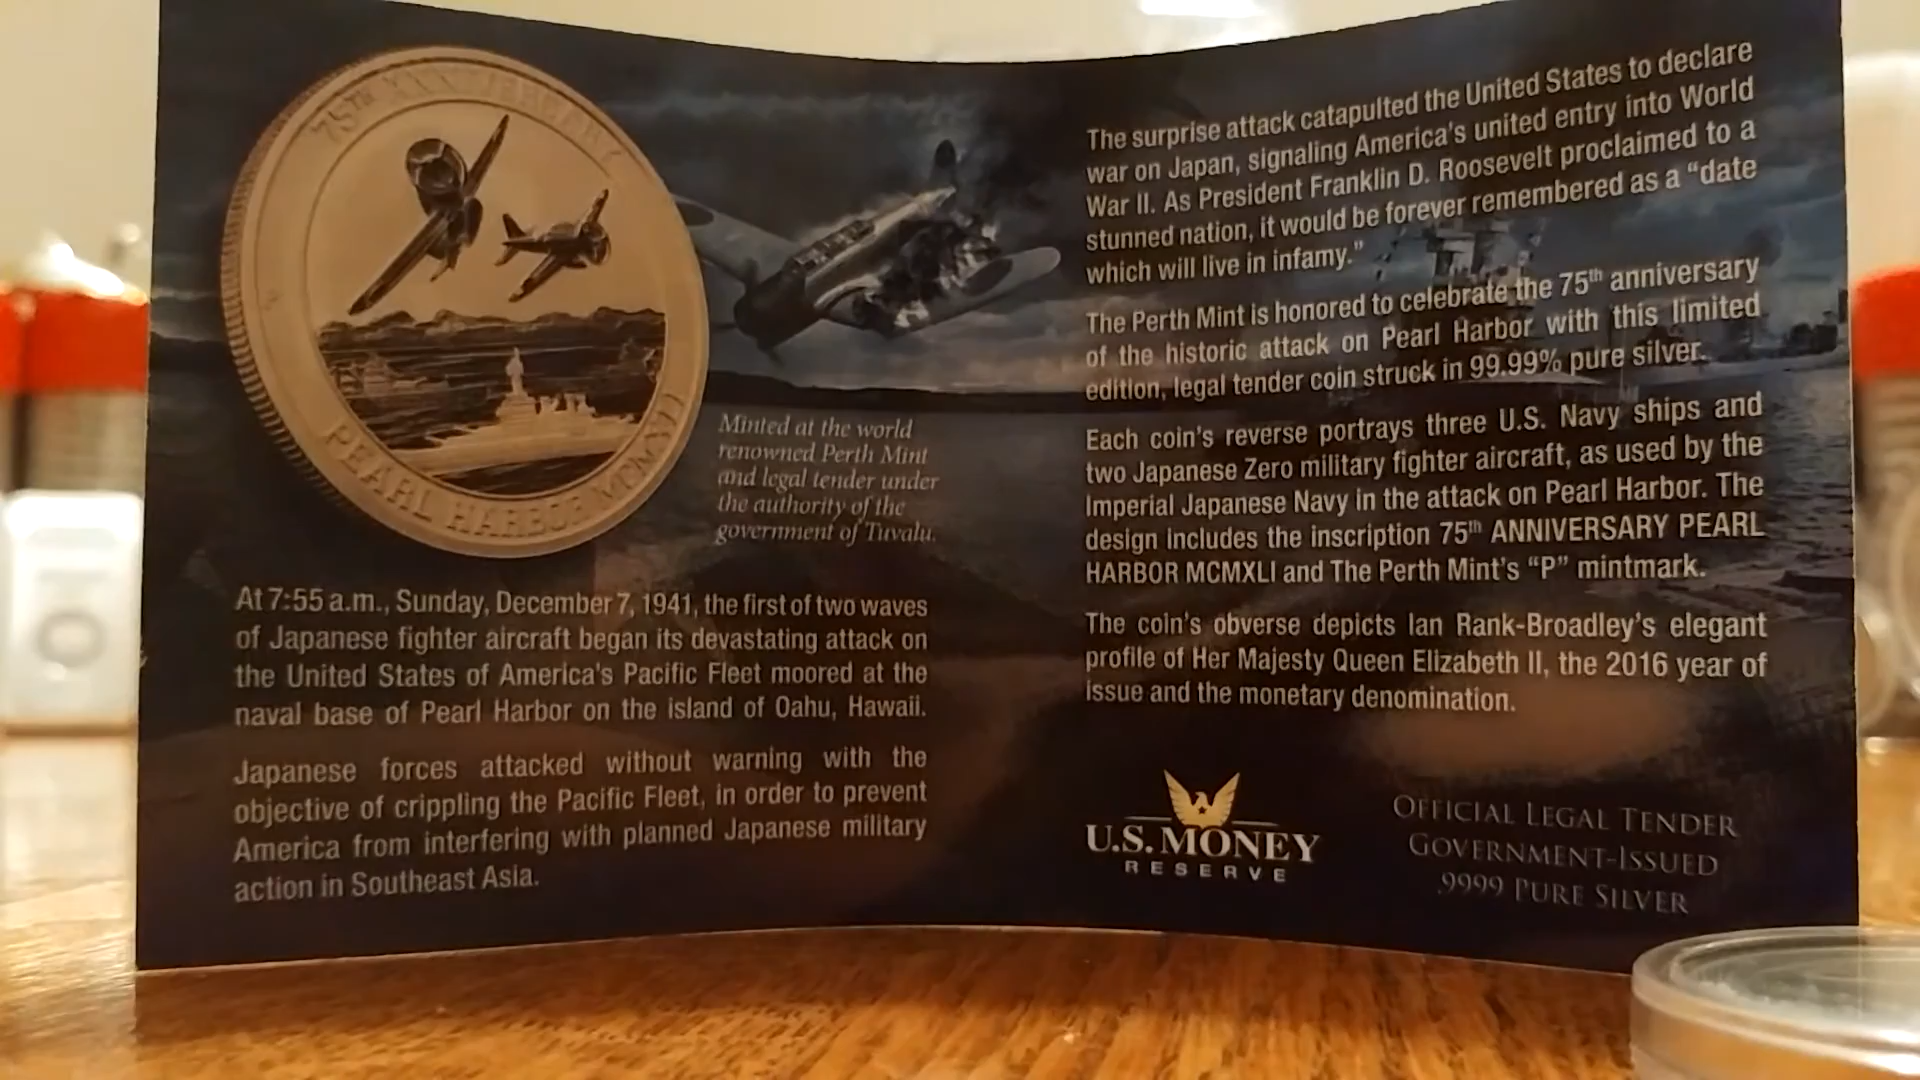 75TH ANNIVERSARY
PEARL HARBOR MCMXLI
Minted at the world
renowned Perth Mint
and legal tender under
the authority of the
government of Tuvalu.
At 7:55 a.m., Sunday, December 7, 1941, the first of two waves
of Japanese fighter aircraft began its devastating attack on
the United States of America's Pacific Fleet moored at the
naval base of Pearl Harbor on the island of Oahu, Hawaii.
Japanese forces attacked without warning with the
objective of crippling the Pacific Fleet, in order to prevent
America from interfering with planned Japanese military
action in Southeast Asia.
The surprise attack catapulted the United States to declare
war on Japan, signaling America's united entry into World
War II. As President Franklin D. Roosevelt proclaimed to a
stunned nation, it would be forever remembered as a “date
which will live in infamy.”
The Perth Mint is honored to celebrate the 75th anniversary
of the historic attack on Pearl Harbor with this limited
edition, legal tender coin struck in 99.99% pure silver.
Each coin's reverse portrays three U.S. Navy ships and
two Japanese Zero military fighter aircraft, as used by the
Imperial Japanese Navy in the attack on Pearl Harbor. The
design includes the inscription 75th ANNIVERSARY PEARL
HARBOR MCMXLI and The Perth Mint's “P” mintmark.
The coin's obverse depicts Ian Rank-Broadley's elegant
profile of Her Majesty Queen Elizabeth II, the 2016 year of
issue and the monetary denomination.
U.S. MONEY
RESERVE
OFFICIAL LEGAL TENDER
GOVERNMENT-ISSUED
.9999 PURE SILVER